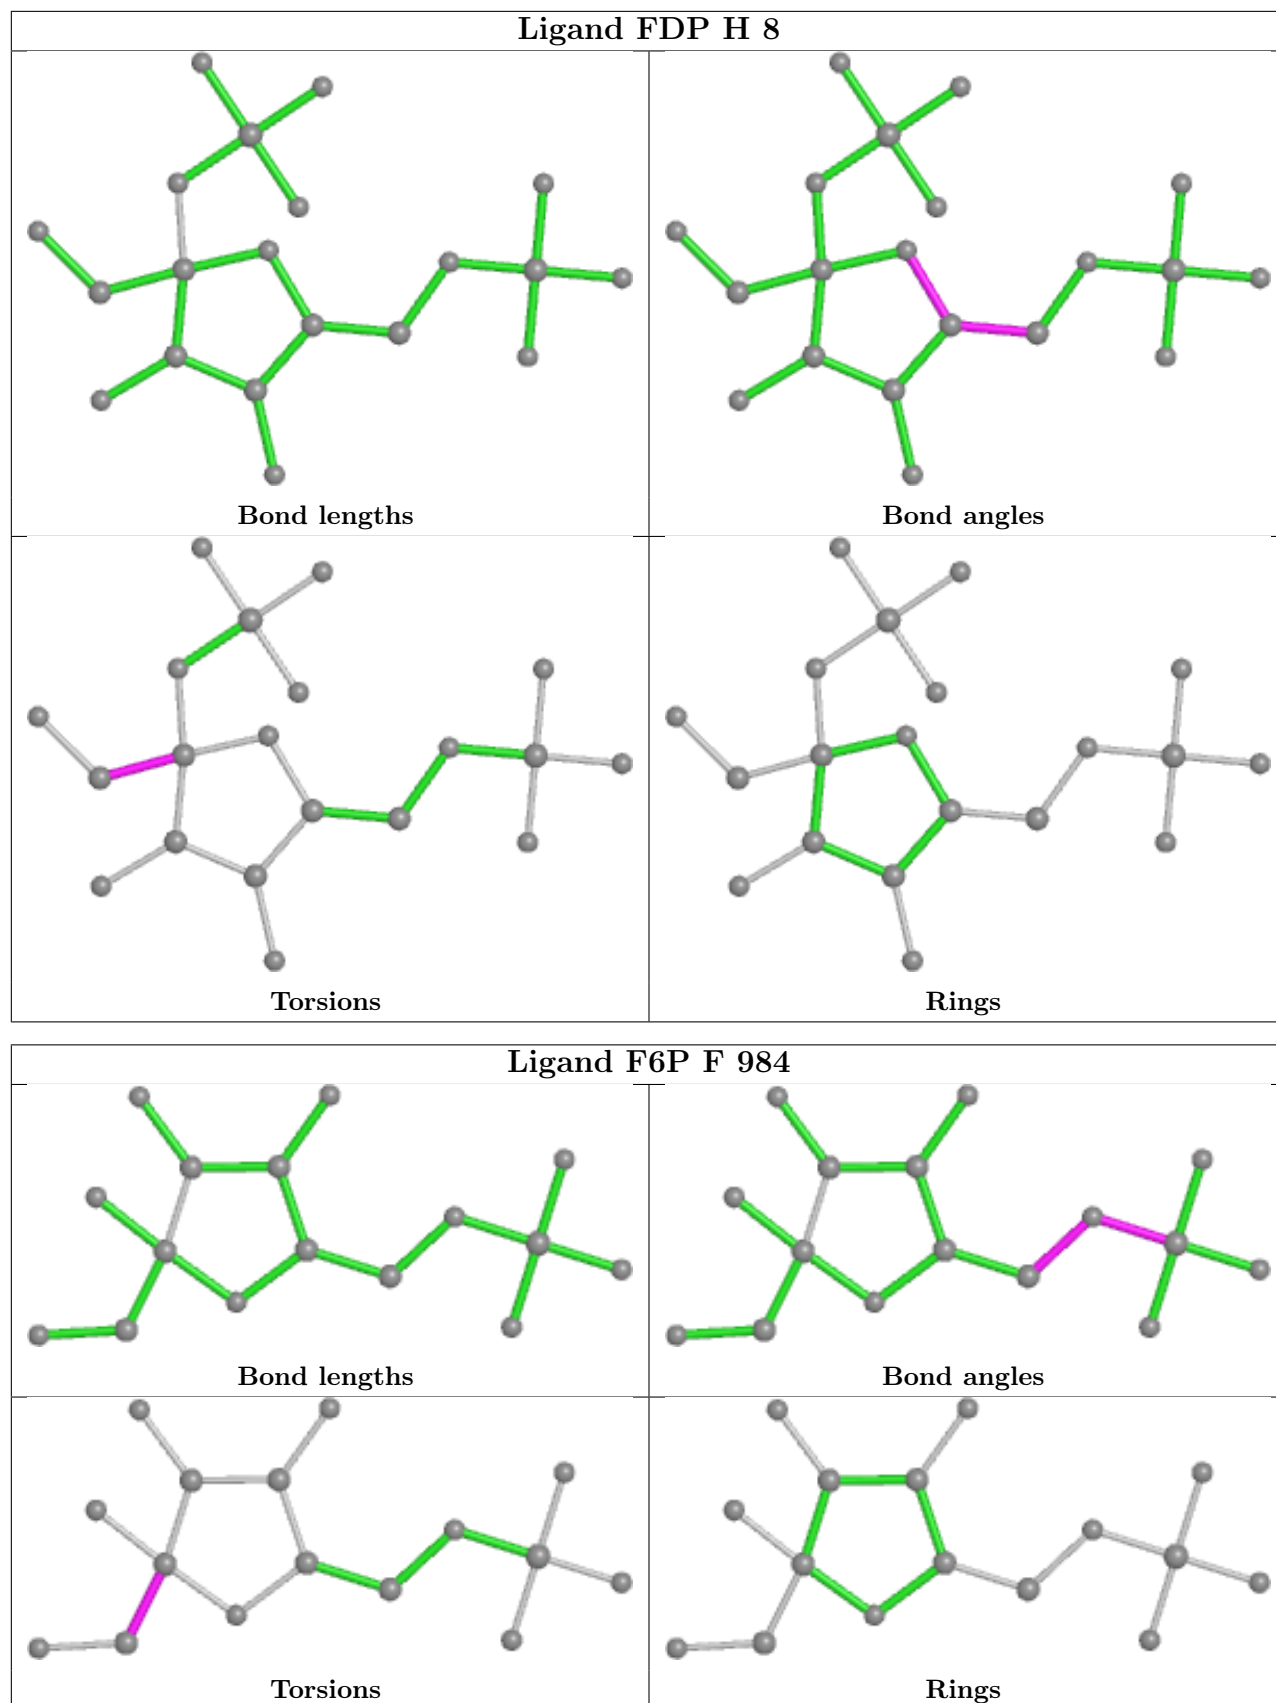 Ligand FDP H 8
Bond lengths
Bond angles
Torsions
Rings
Ligand F6P F 984
Bond lengths
Bond angles
Torsions
Rings